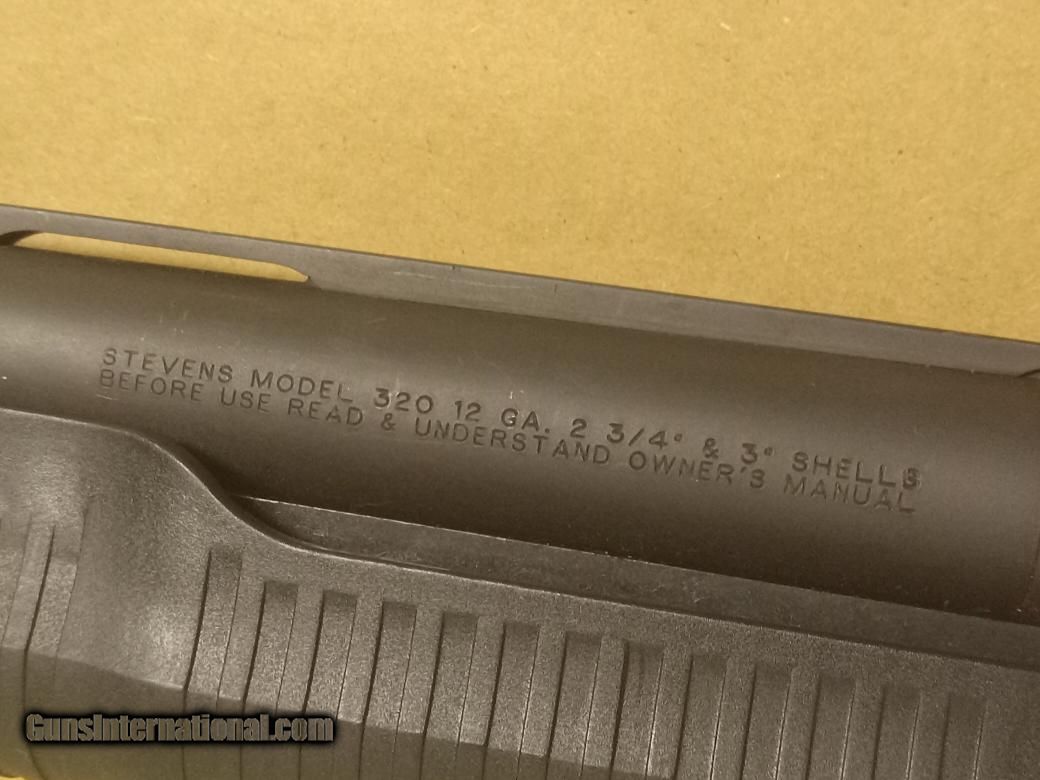 STEVENS MODEL 320 12 GA. 2 3/4" & 3" SHELLS
BEFORE USE READ & UNDERSTAND OWNER'S MANUAL
GunsInternational.com